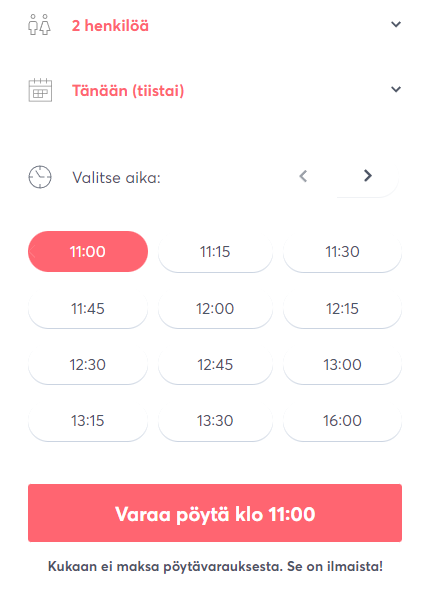 2 henkilöä
Tänään (tiistai)
Valitse aika:
11:00 11:15 11:30
11:45 12:00 12:15
12:30 12:45 13:00
13:15 13:30 16:00
Varaa pöytä klo 11:00
Kukaan ei maksa pöytävarauksesta. Se on ilmaista!